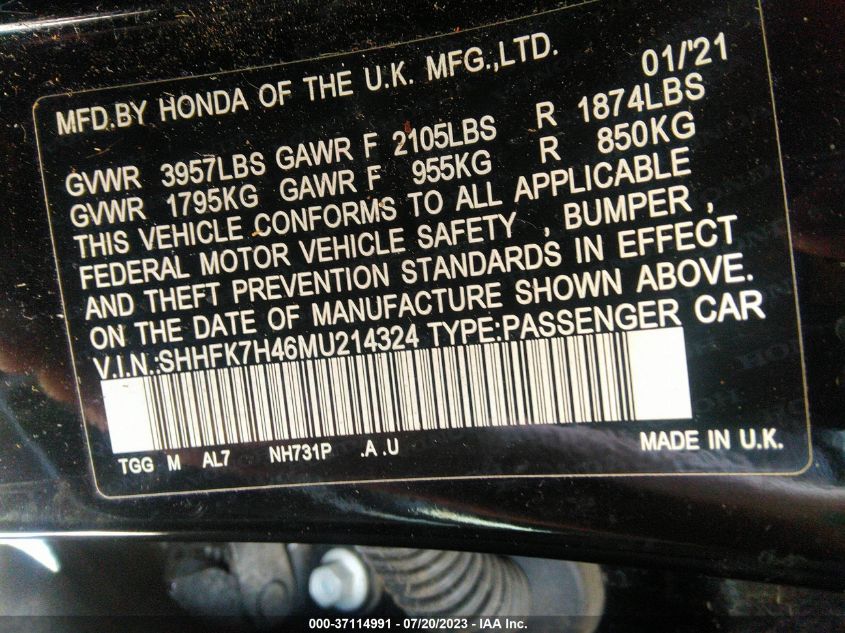 MFD.BY HONDA OF THE U.K. MFG.,LTD. 01/'21
GVWR 3957LBS GAWR F 2105LBS R 1874LBS
GVWR 1795KG GAWR F 955KG R 850KG
THIS VEHICLE CONFORMS TO ALL APPLICABLE
FEDERAL MOTOR VEHICLE SAFETY , BUMPER ,
AND THEFT PREVENTION STANDARDS IN EFFECT
ON THE DATE OF MANUFACTURE SHOWN ABOVE.
V.I.N.:SHHFK7H46MU214324 TYPE:PASSENGER CAR
TGG M AL7 NH731P .A .U MADE IN U.K.
000-37114991 - 07/20/2023 - IAA Inc.